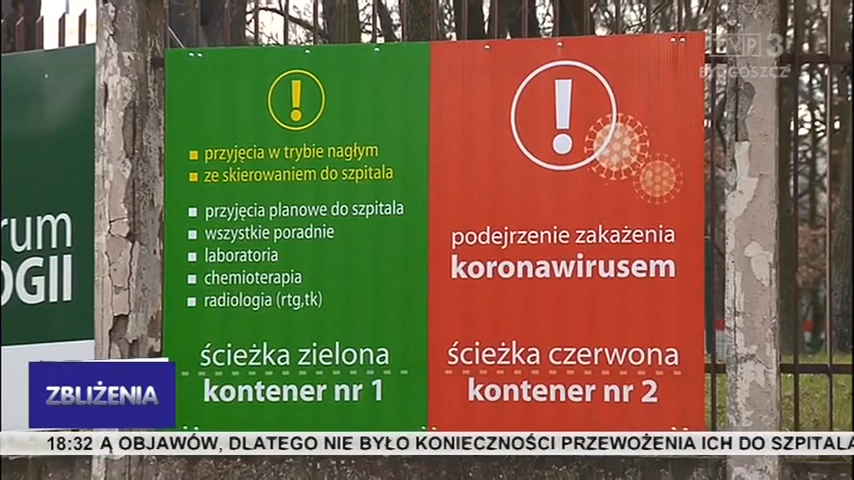 TVP3
BYDGOSZCZ
rum
OGII
!
przyjęcia w trybie nagłym
ze skierowaniem do szpitala
przyjęcia planowe do szpitala
wszystkie poradnie
laboratoria
chemioterapia
radiologia (rtg,tk)
ścieżka zielona
kontener nr 1
!
podejrzenie zakażenia
koronawirusem
ścieżka czerwona
kontener nr 2
ZBLIŻENIA
18:32 Ą OBJAWÓW, DLATEGO NIE BYŁO KONIECZNOŚCI PRZEWOŻENIA ICH DO SZPITALA